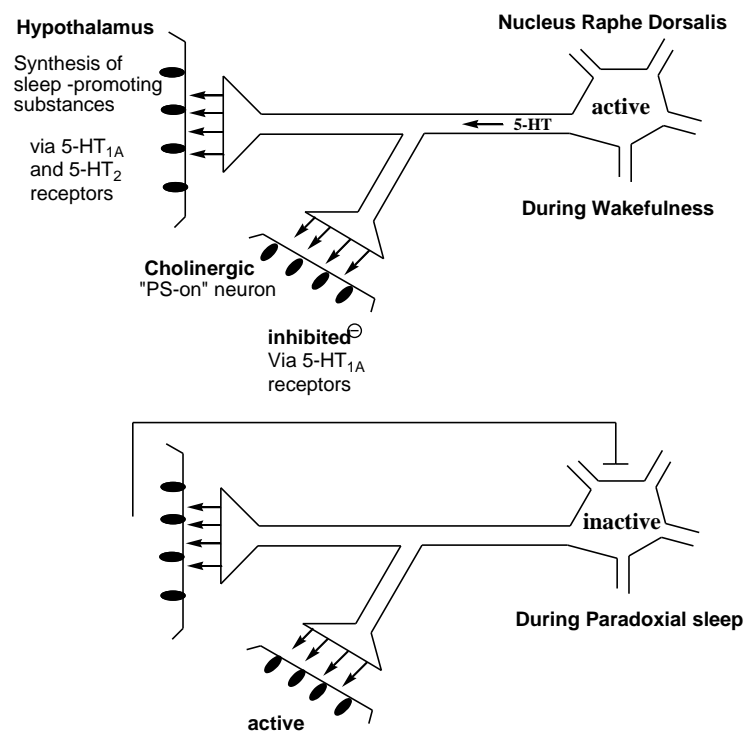 Hypothalamus
Synthesis of
sleep -promoting
substances
via 5-HT1A
and 5-HT2
receptors
Nucleus Raphe Dorsalis
active
5-HT
During Wakefulness
Cholinergic
"PS-on" neuron
inhibited⊖
Via 5-HT1A
receptors
inactive
During Paradoxial sleep
active